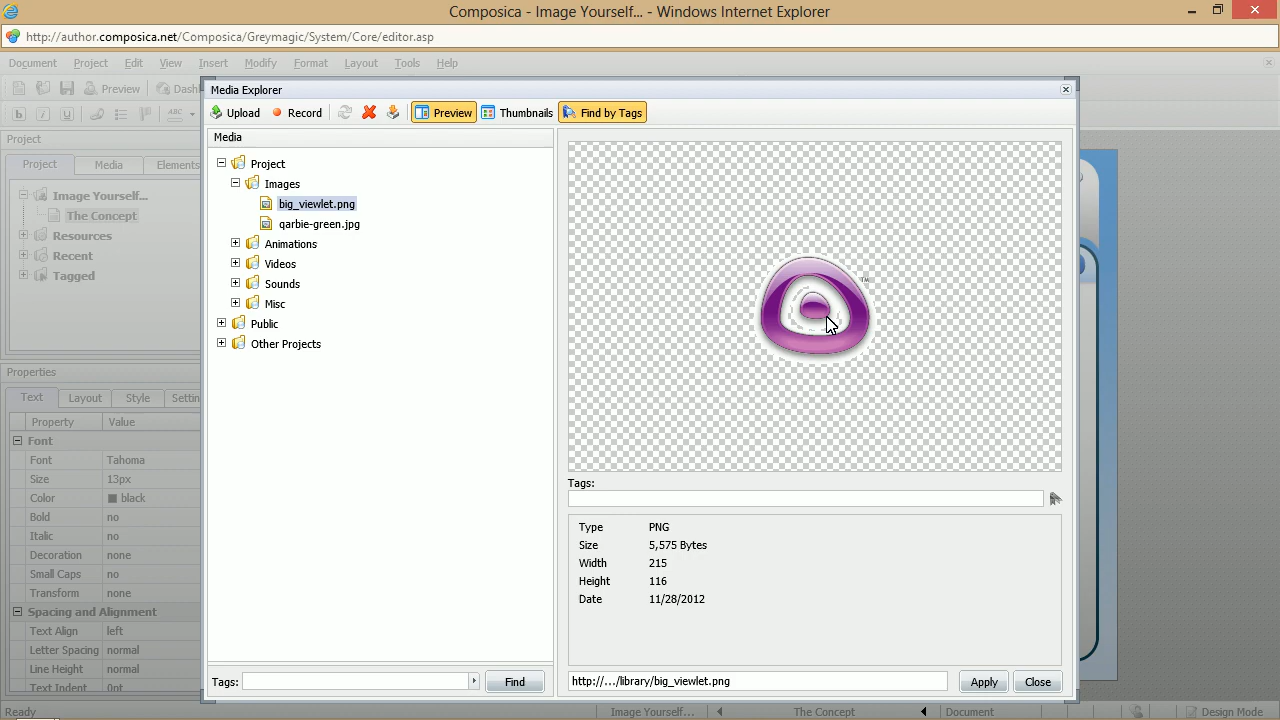 Composica - Image Yourself... - Windows Internet Explorer
http://author.composica.net/Composica/Greymagic/System/Core/editor.asp
Document Project Edit View Insert Modify Format Layout Tools Help
Preview Dash
b i U ABC
Media Explorer
Upload Record Preview Thumbnails Find by Tags
Project
Project Media Elements
Image Yourself...
The Concept
Resources
Recent
Tagged
Media
Project
Images
big_viewlet.png
qarbie-green.jpg
Animations
Videos
Sounds
Misc
Public
Other Projects
TM
Tags:
Type PNG
Size 5,575 Bytes
Width 215
Height 116
Date 11/28/2012
Properties
Text Layout Style Settin
Property Value
Font
Font Tahoma
Size 13px
Color black
Bold no
Italic no
Decoration none
Small Caps no
Transform none
Spacing and Alignment
Text Align left
Letter Spacing normal
Line Height normal
Text Indent 0pt
Tags: Find
http://.../library/big_viewlet.png Apply Close
Ready Image Yourself... The Concept Document Design Mode